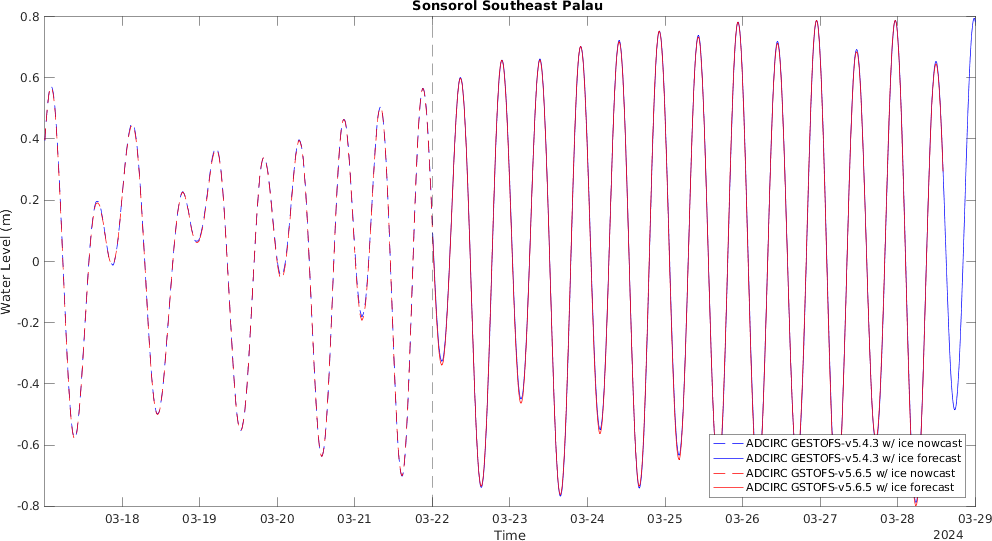 Sonsorol Southeast Palau
0.8
0.6
0.4
0.2
0
-0.2
-0.4
-0.6
-0.8
Water Level (m)
ADCIRC GESTOFS-v5.4.3 w/ ice nowcast
ADCIRC GESTOFS-v5.4.3 w/ ice forecast
ADCIRC GSTOFS-v5.6.5 w/ ice nowcast
ADCIRC GSTOFS-v5.6.5 w/ ice forecast
03-18 03-19 03-20 03-21 03-22 03-23 03-24 03-25 03-26 03-27 03-28 03-29
Time
2024